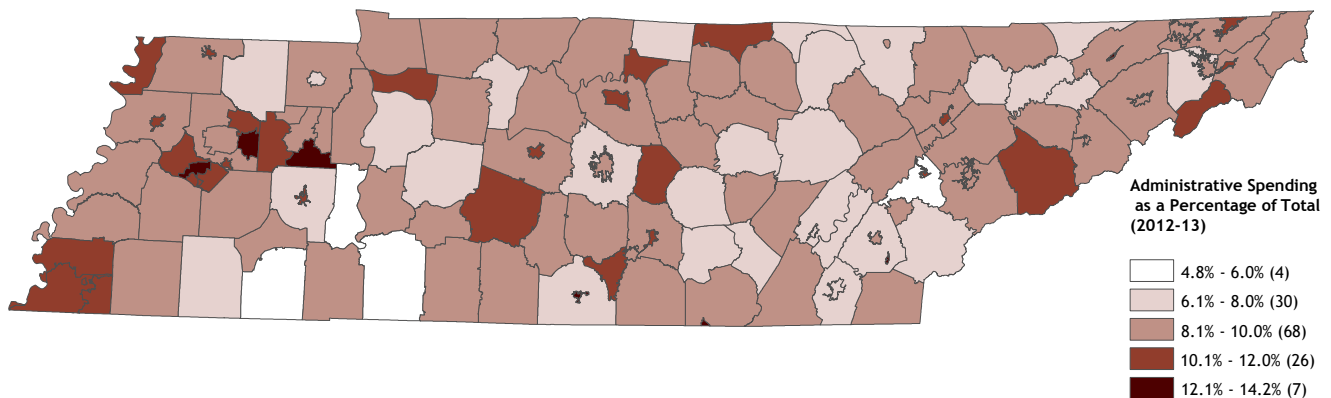 Administrative Spending
as a Percentage of Total
(2012-13)
4.8% - 6.0% (4)
6.1% - 8.0% (30)
8.1% - 10.0% (68)
10.1% - 12.0% (26)
12.1% - 14.2% (7)